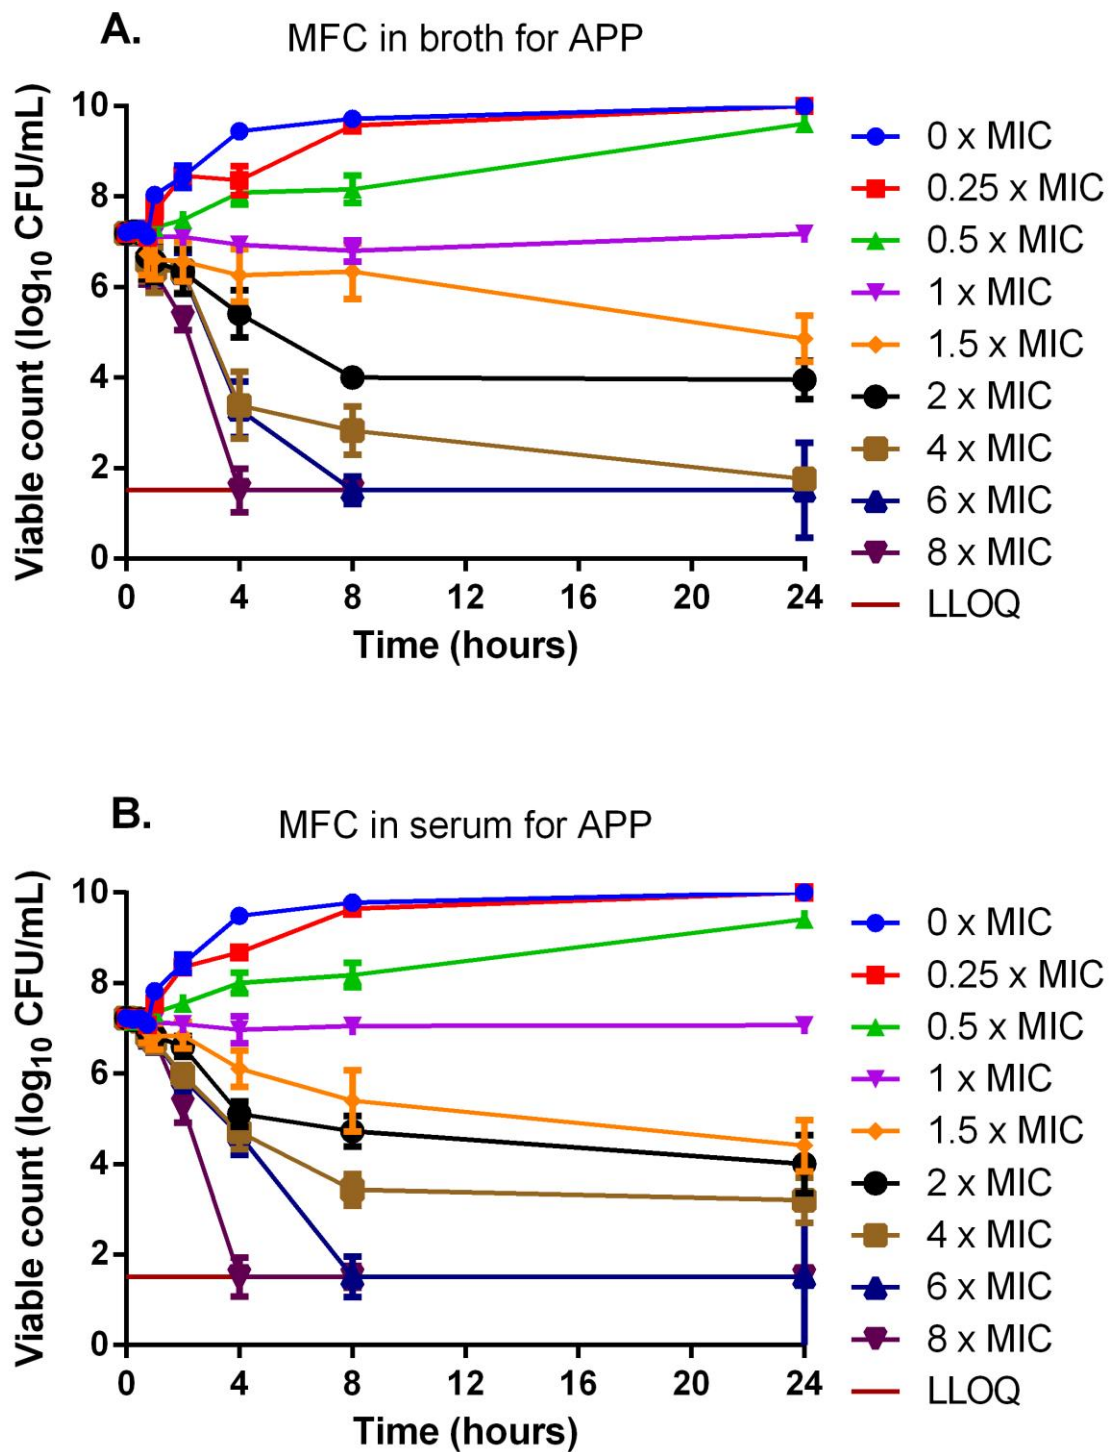 A.
MFC in broth for APP
Viable count (log10 CFU/mL)
10
8
6
4
2
0
0 4 8 12 16 20 24
Time (hours)
0 x MIC
0.25 x MIC
0.5 x MIC
1 x MIC
1.5 x MIC
2 x MIC
4 x MIC
6 x MIC
8 x MIC
LLOQ
B.
MFC in serum for APP
Viable count (log10 CFU/mL)
10
8
6
4
2
0
0 4 8 12 16 20 24
Time (hours)
0 x MIC
0.25 x MIC
0.5 x MIC
1 x MIC
1.5 x MIC
2 x MIC
4 x MIC
6 x MIC
8 x MIC
LLOQ